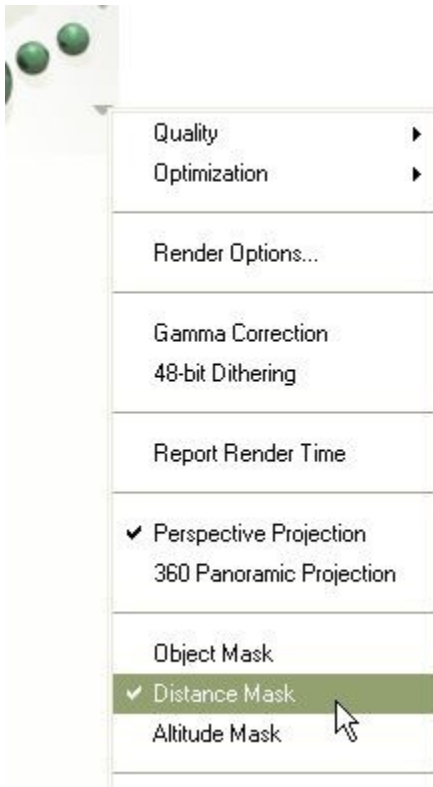 Quality
Optimization
Render Options...
Gamma Correction
48-bit Dithering
Report Render Time
Perspective Projection
360 Panoramic Projection
Object Mask
Distance Mask
Altitude Mask